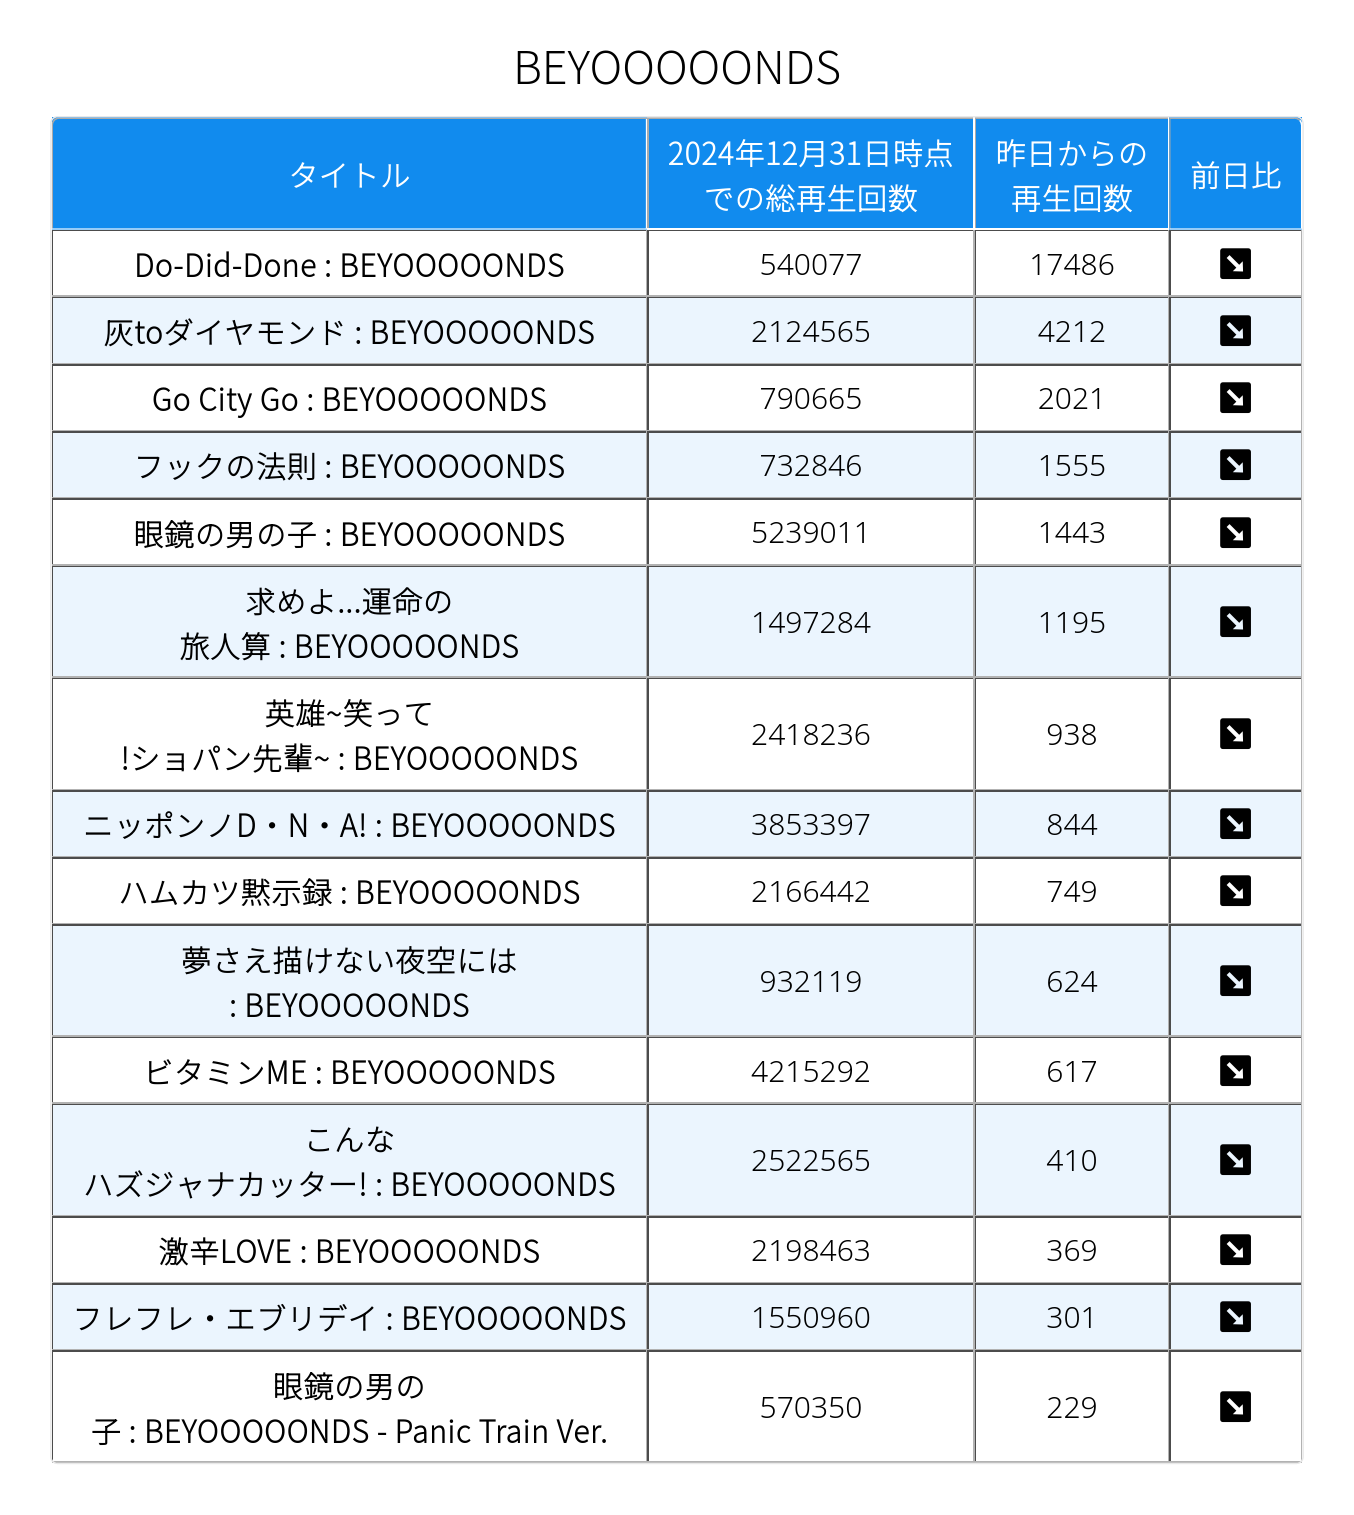 BEYOOOOONDS
タイトル
2024年12月31日時点
での総再生回数
昨日からの
再生回数
前日比
Do-Did-Done : BEYOOOOONDS
540077
17486
灰toダイヤモンド : BEYOOOOONDS
2124565
4212
Go City Go : BEYOOOOONDS
790665
2021
フックの法則 : BEYOOOOONDS
732846
1555
眼鏡の男の子 : BEYOOOOONDS
5239011
1443
求めよ...運命の
旅人算 : BEYOOOOONDS
1497284
1195
英雄~笑って
!ショパン先輩~ : BEYOOOOONDS
2418236
938
ニッポンノD・N・A! : BEYOOOOONDS
3853397
844
ハムカツ黙示録 : BEYOOOOONDS
2166442
749
夢さえ描けない夜空には
: BEYOOOOONDS
932119
624
ビタミンME : BEYOOOOONDS
4215292
617
こんな
ハズジャナカッター! : BEYOOOOONDS
2522565
410
激辛LOVE : BEYOOOOONDS
2198463
369
フレフレ・エブリデイ : BEYOOOOONDS
1550960
301
眼鏡の男の
子 : BEYOOOOONDS - Panic Train Ver.
570350
229